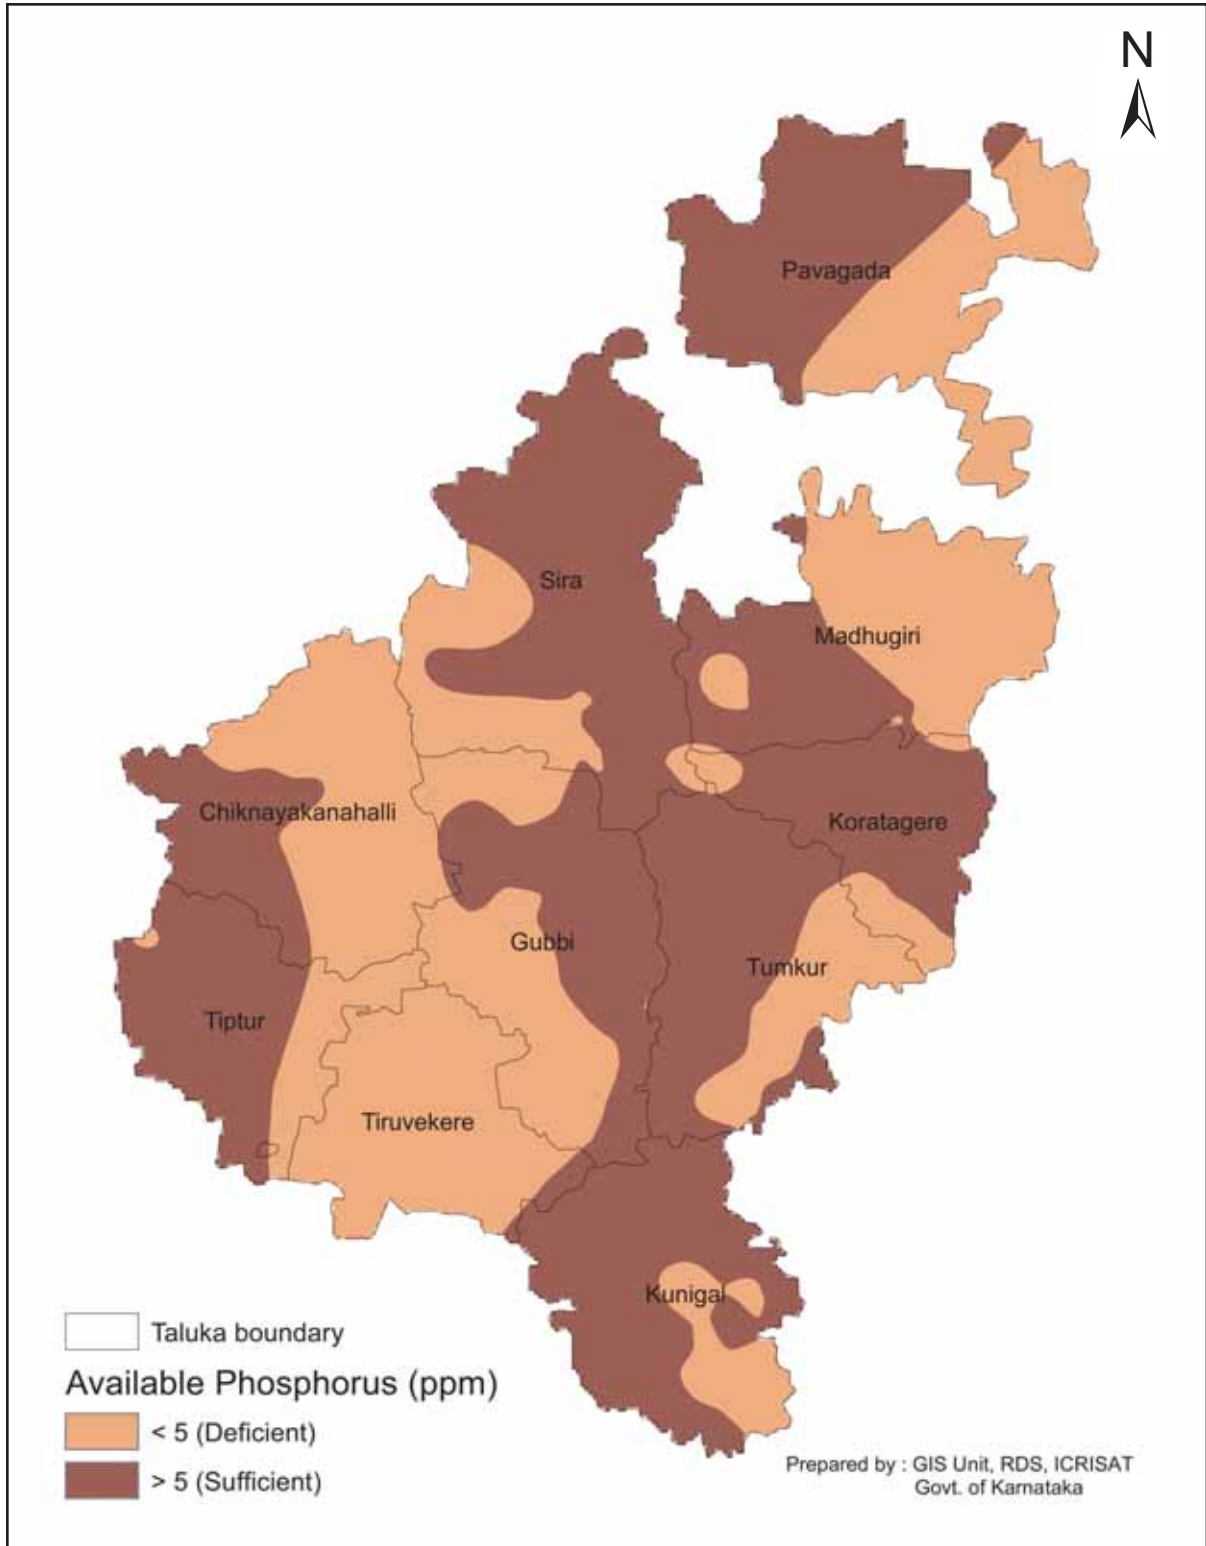 N
Pavagada
Sira
Madhugiri
Chiknayakanahalli
Koratagere
Gubbi
Tumkur
Tiptur
Tiruvekere
Kunigal
Taluka boundary
Available Phosphorus (ppm)
< 5 (Deficient)
> 5 (Sufficient)
Prepared by : GIS Unit, RDS, ICRISAT
Govt. of Karnataka